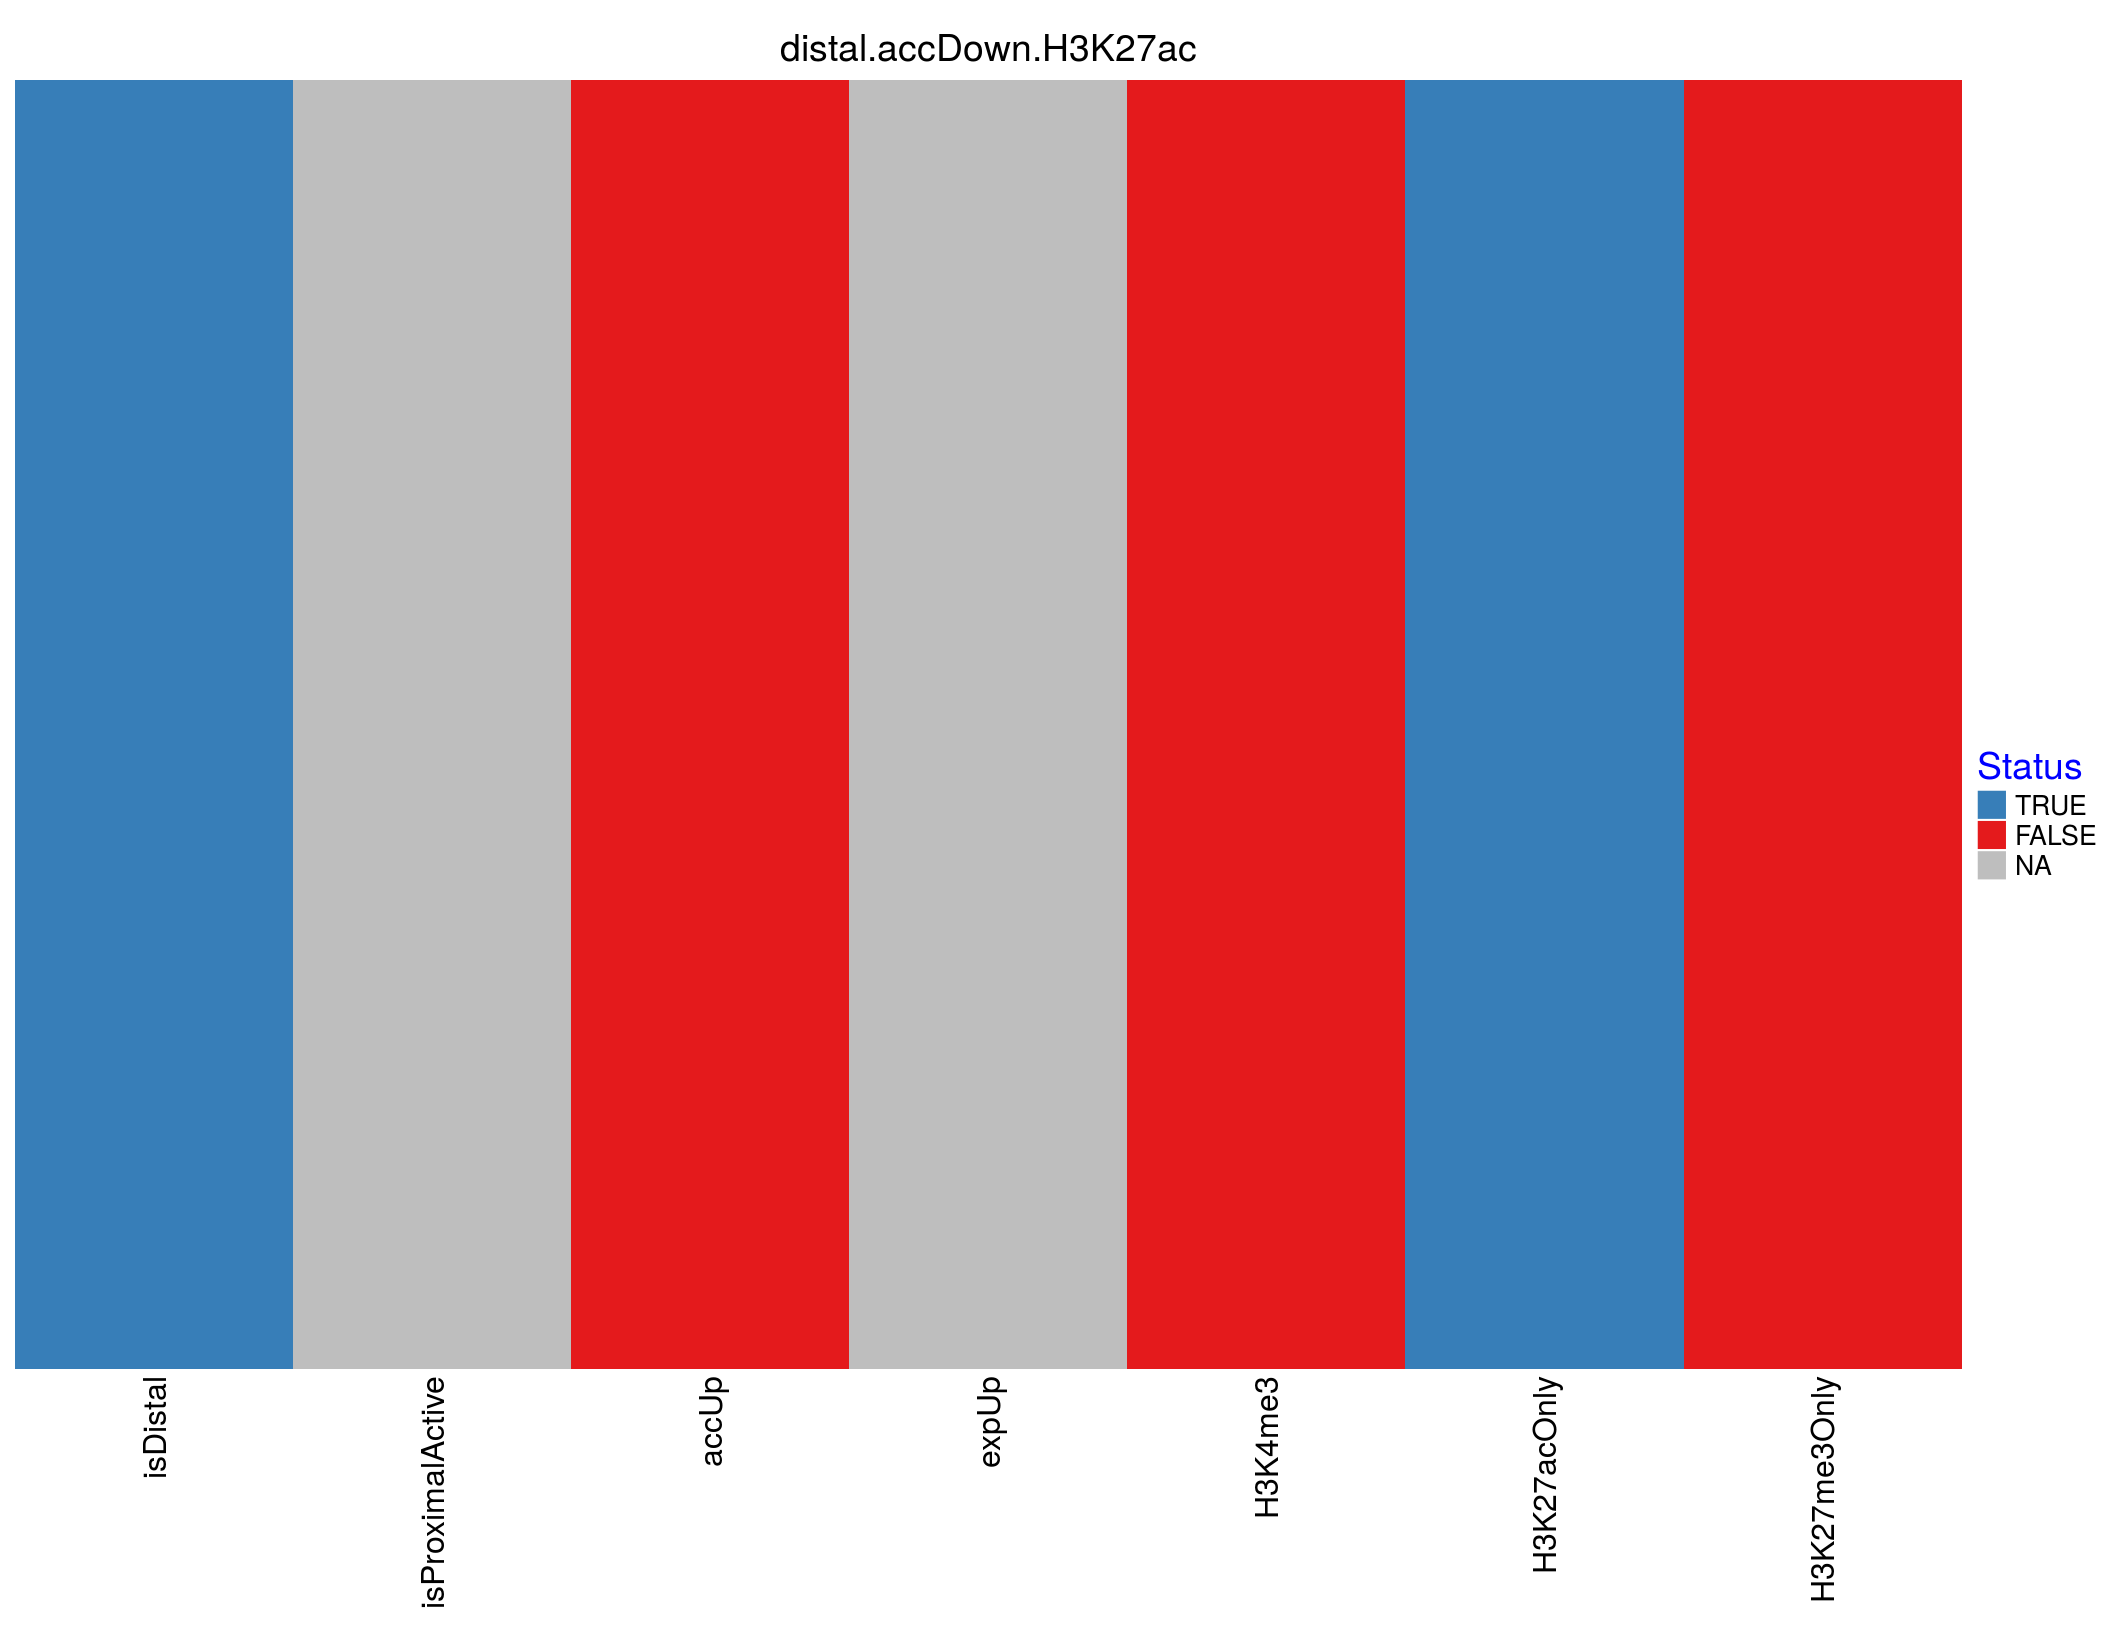 distal.accDown.H3K27ac
Status
TRUE
FALSE
NA
isDistal
isProximalActive
accUp
expUp
H3K4me3
H3K27acOnly
H3K27me3Only